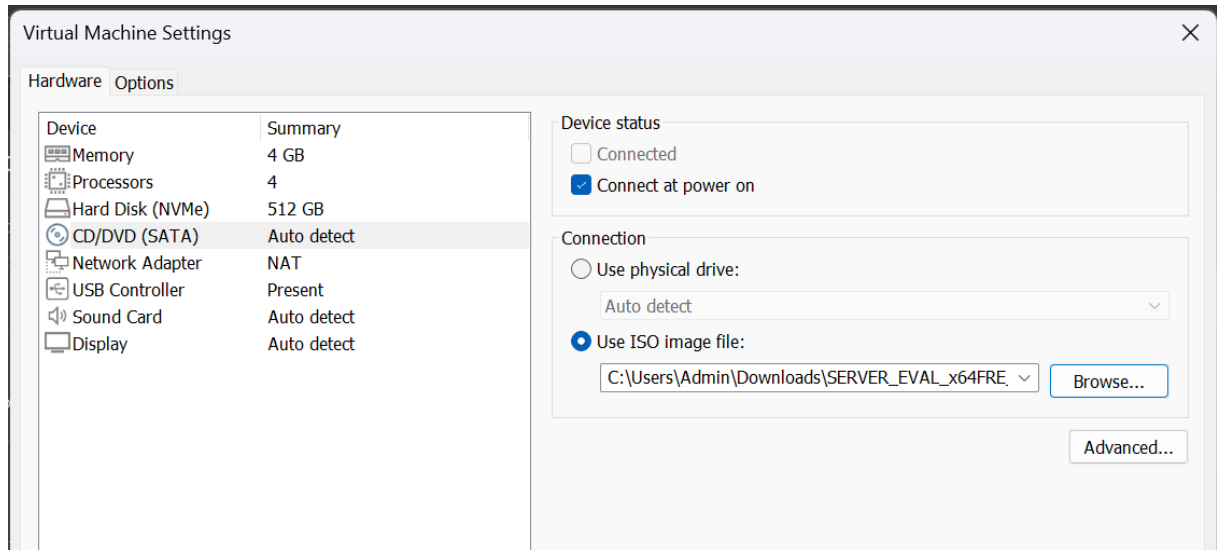 Virtual Machine Settings
Hardware Options
Device Summary
Memory 4 GB
Processors 4
Hard Disk (NVMe) 512 GB
CD/DVD (SATA) Auto detect
Network Adapter NAT
USB Controller Present
Sound Card Auto detect
Display Auto detect
Device status
Connected
Connect at power on
Connection
Use physical drive:
Auto detect
Use ISO image file:
C:\Users\Admin\Downloads\SERVER_EVAL_x64FRE_ Browse...
Advanced...